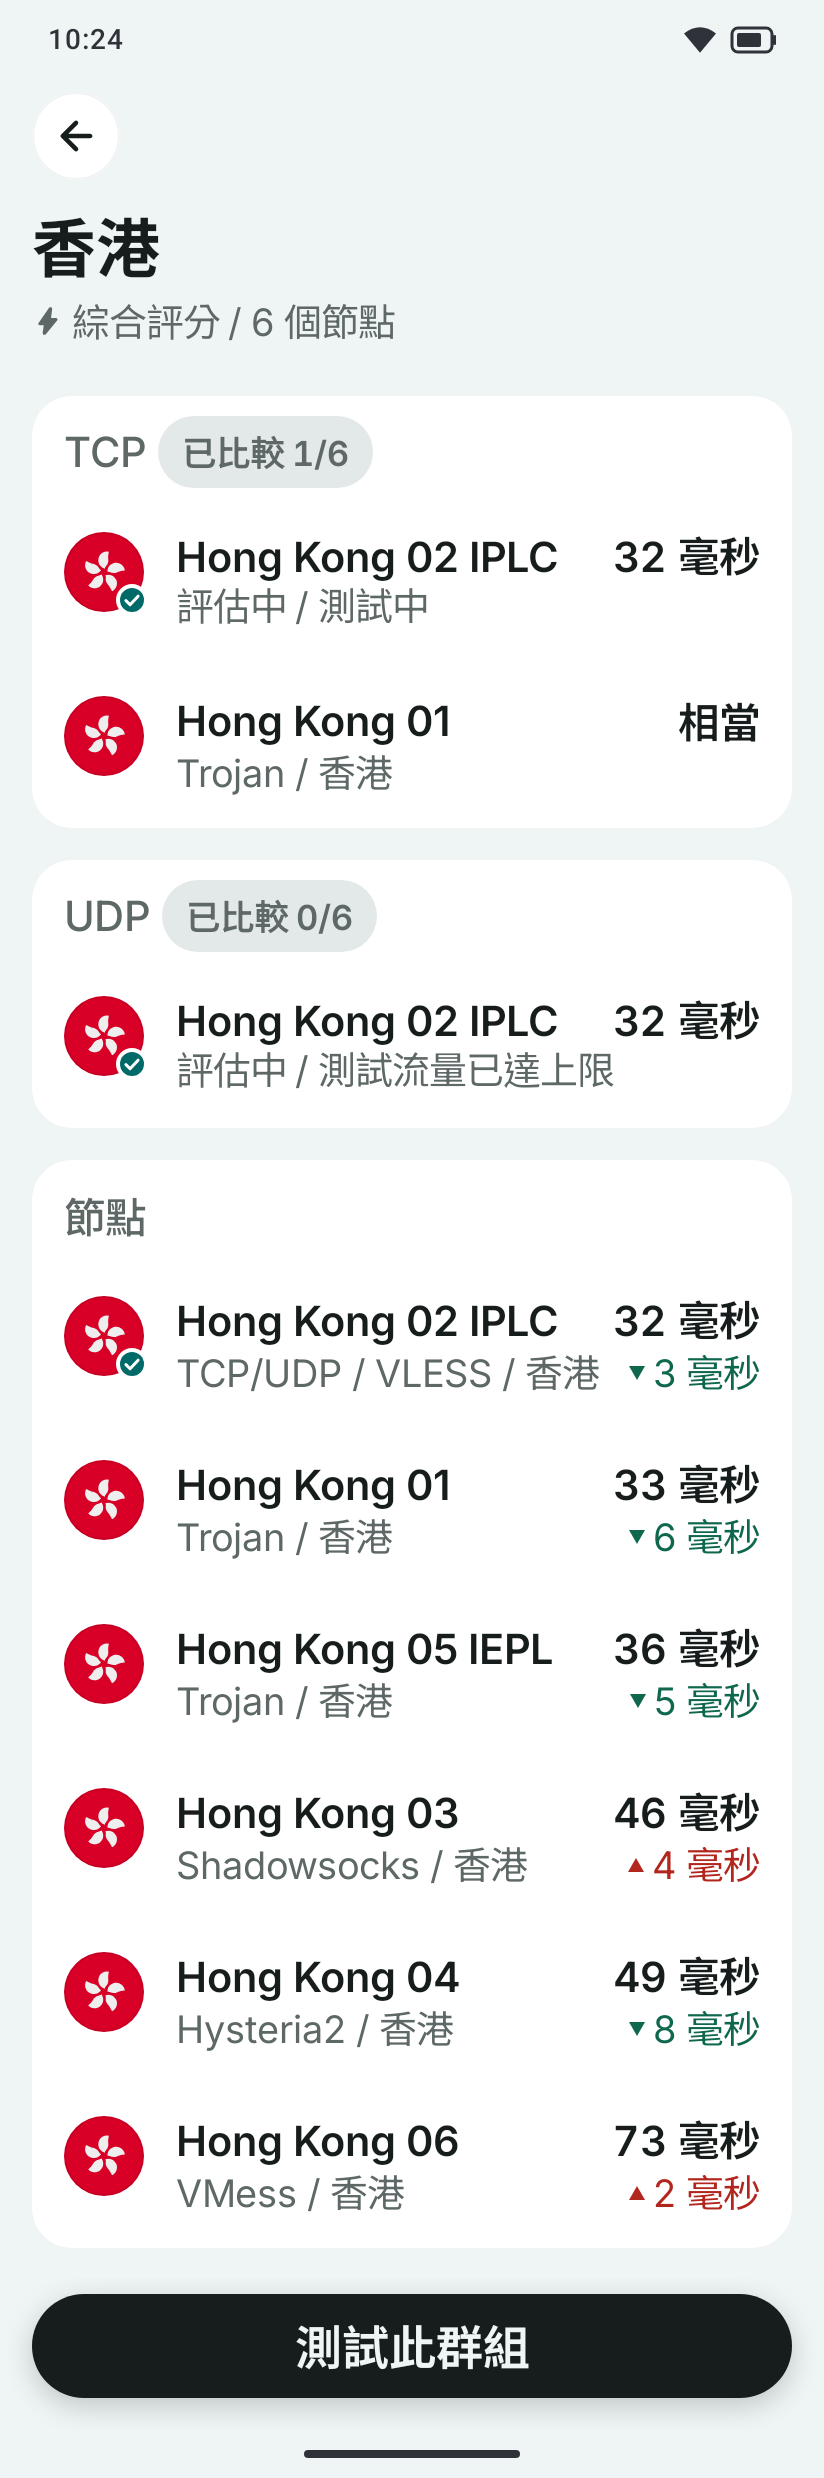 10:24
香港
綜合評分 / 6 個節點
TCP 已比較 1/6
Hong Kong 02 IPLC 32 毫秒
評估中 / 測試中
Hong Kong 01 相當
Trojan / 香港
UDP 已比較 0/6
Hong Kong 02 IPLC 32 毫秒
評估中 / 測試流量已達上限
節點
Hong Kong 02 IPLC 32 毫秒
TCP/UDP / VLESS / 香港 ▼3 毫秒
Hong Kong 01 33 毫秒
Trojan / 香港 ▼6 毫秒
Hong Kong 05 IEPL 36 毫秒
Trojan / 香港 ▼5 毫秒
Hong Kong 03 46 毫秒
Shadowsocks / 香港 ▲4 毫秒
Hong Kong 04 49 毫秒
Hysteria2 / 香港 ▼8 毫秒
Hong Kong 06 73 毫秒
VMess / 香港 ▲2 毫秒
測試此群組